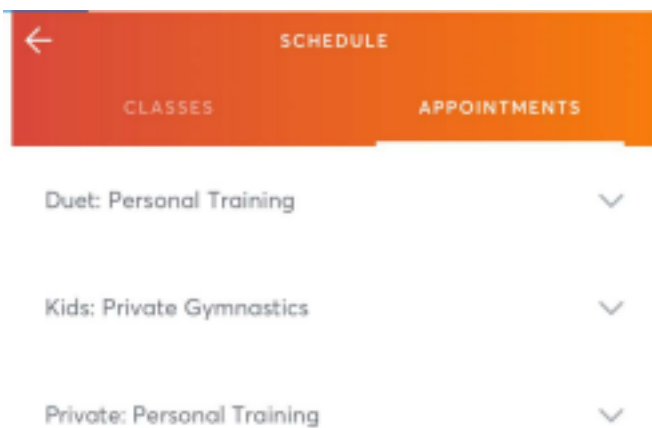 SCHEDULE
CLASSES APPOINTMENTS
Duet: Personal Training
Kids: Private Gymnastics
Private: Personal Training